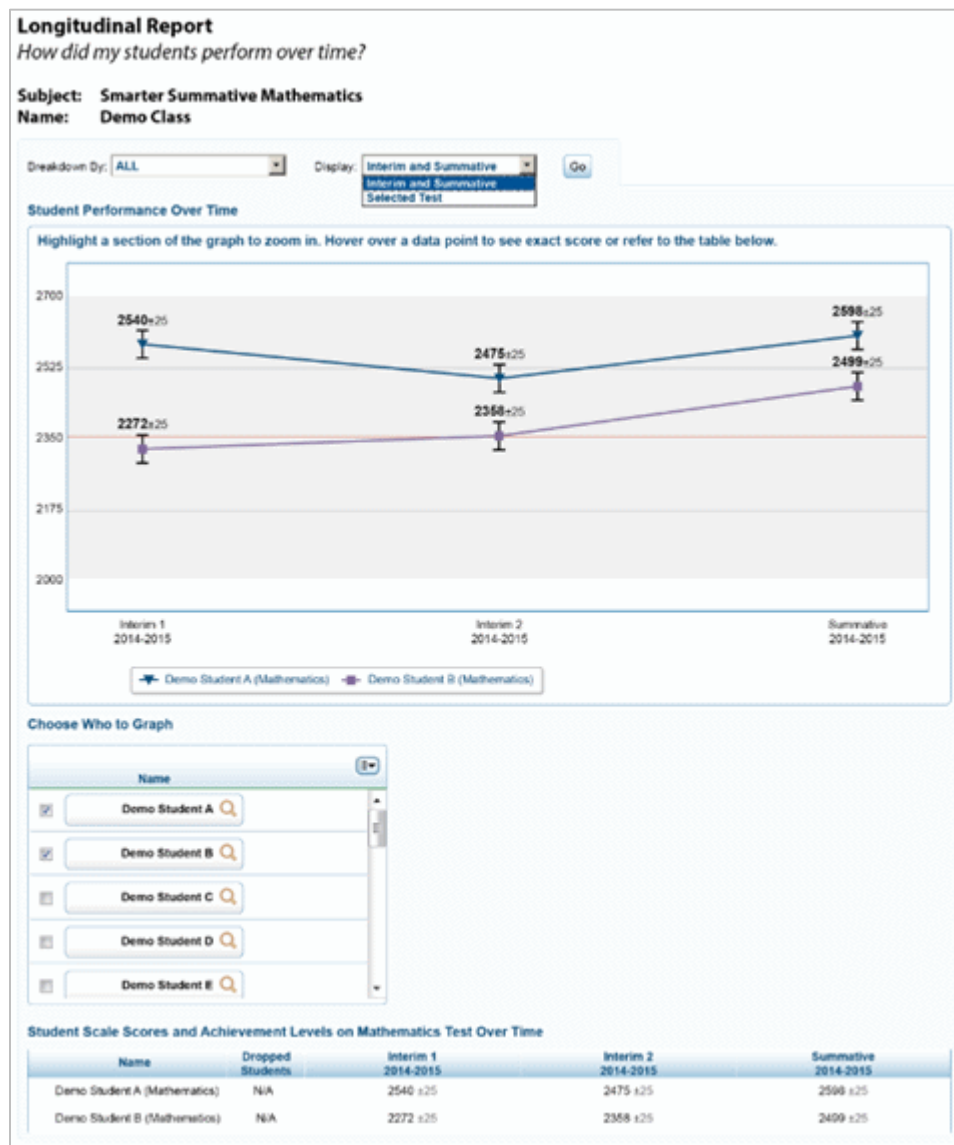 Longitudinal Report
How did my students perform over time?
Subject: Smarter Summative Mathematics
Name: Demo Class
Breakdown By: ALL Display: Interim and Summative Go
Interim and Summative
Selected Test
Student Performance Over Time
Highlight a section of the graph to zoom in. Hover over a data point to see exact score or refer to the table below.
2700
2598±25
2540±25
2475±25
2499±25
2525
2358±25
2272±25
2350
2175
2000
Interim 1 Interim 2 Summative
2014-2015 2014-2015 2014-2015
Demo Student A (Mathematics) Demo Student B (Mathematics)
Choose Who to Graph
Name
Demo Student A
Demo Student B
Demo Student C
Demo Student D
Demo Student E
Student Scale Scores and Achievement Levels on Mathematics Test Over Time
Name Dropped Students Interim 1 2014-2015 Interim 2 2014-2015 Summative 2014-2015
Demo Student A (Mathematics) N/A 2540 ±25 2475 ±25 2598 ±25
Demo Student B (Mathematics) N/A 2272 ±25 2358 ±25 2499 ±25